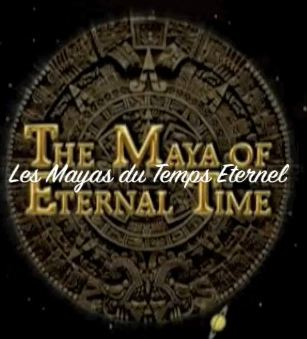 THE MAYA OF
Les Mayas du Temps Eternel
ETERNAL TIME